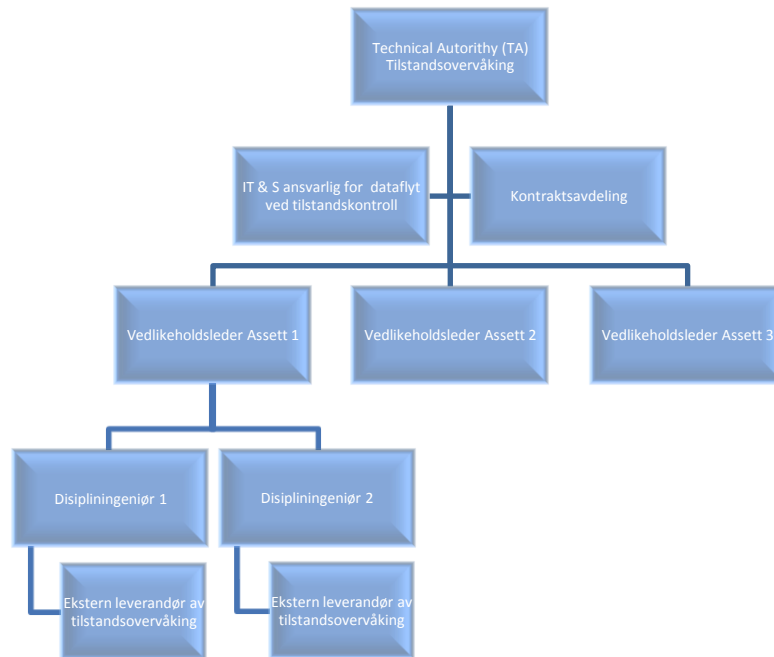 Technical Autorithy (TA)
Tilstandsovervåking
IT & S ansvarlig for dataflyt
ved tilstandskontroll
Kontraktsavdeling
Vedlikeholdsleder Assett 1
Vedlikeholdsleder Assett 2
Vedlikeholdsleder Assett 3
Disipliningeniør 1
Disipliningeniør 2
Ekstern leverandør av
tilstandsovervåking
Ekstern leverandør av
tilstandsovervåking